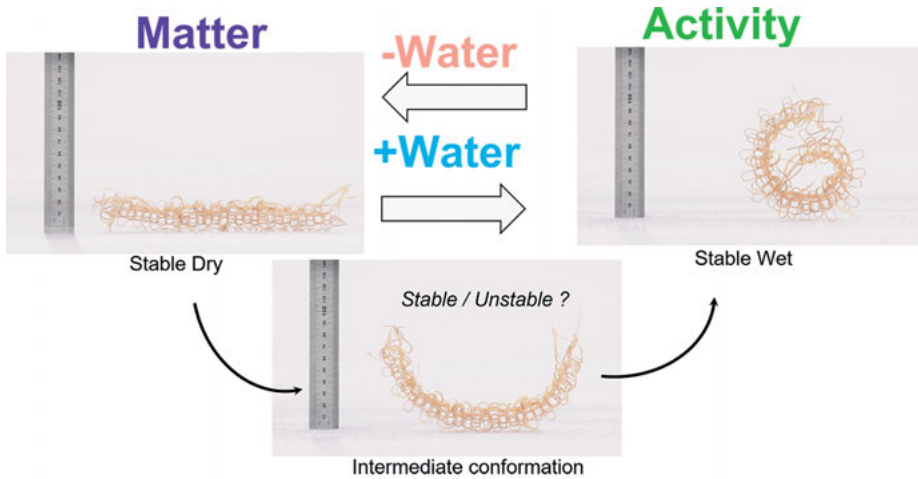 Matter
Activity
-Water
+Water
Stable Dry
Stable Wet
Stable / Unstable ?
Intermediate conformation